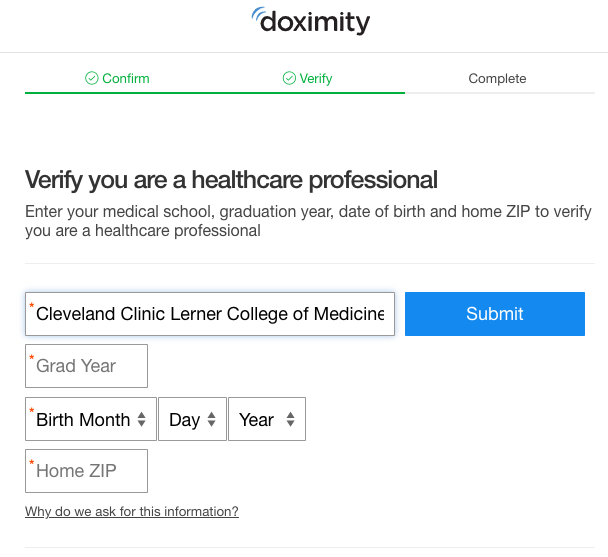 doximity
Confirm
Verify
Complete
Verify you are a healthcare professional
Enter your medical school, graduation year, date of birth and home ZIP to verify
you are a healthcare professional
*Cleveland Clinic Lerner College of Medicine
Submit
*Grad Year
*Birth Month
Day
Year
*Home ZIP
Why do we ask for this information?